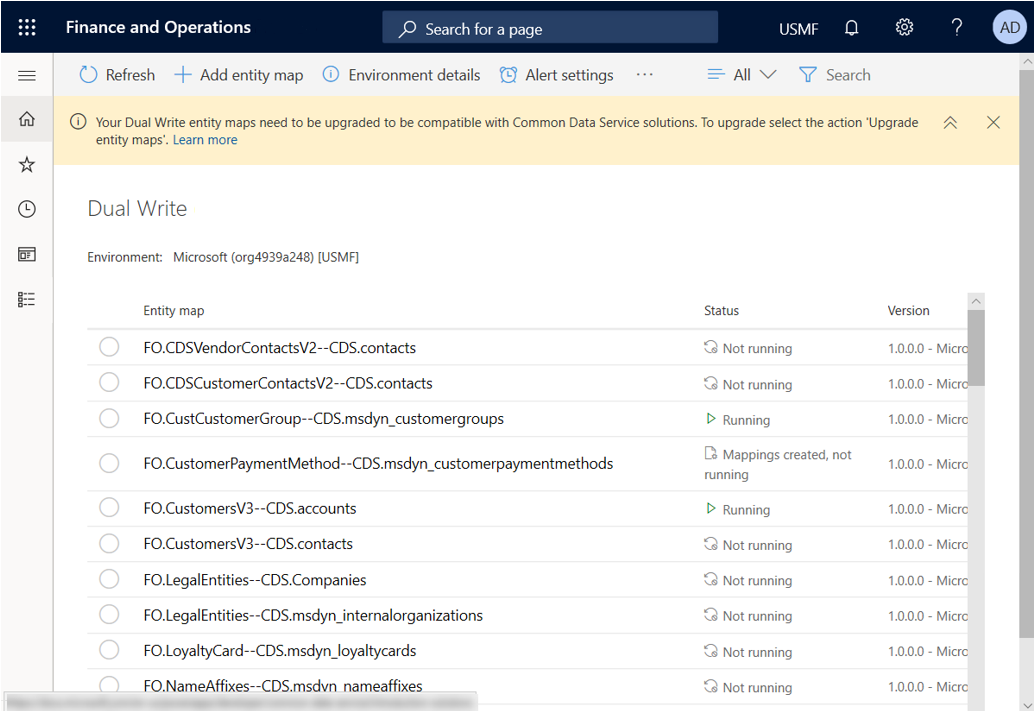 Finance and Operations
Search for a page
USMF
?
AD
Refresh
Add entity map
Environment details
Alert settings
...
All
Search
Your Dual Write entity maps need to be upgraded to be compatible with Common Data Service solutions. To upgrade select the action 'Upgrade
entity maps'. Learn more
Dual Write
Environment: Microsoft (org4939a248) [USMF]
Entity map Status Version
FO.CDSVendorContactsV2--CDS.contacts Not running 1.0.0.0 - Micro
FO.CDSCustomerContactsV2--CDS.contacts Not running 1.0.0.0 - Micro
FO.CustCustomerGroup--CDS.msdyn_customergroups Running 1.0.0.0 - Micro
FO.CustomerPaymentMethod--CDS.msdyn_customerpaymentmethods Mappings created, not 1.0.0.0 - Micro
running
FO.CustomersV3--CDS.accounts Running 1.0.0.0 - Micro
FO.CustomersV3--CDS.contacts Not running 1.0.0.0 - Micro
FO.LegalEntities--CDS.Companies Not running 1.0.0.0 - Micro
FO.LegalEntities--CDS.msdyn_internalorganizations Not running 1.0.0.0 - Micro
FO.LoyaltyCard--CDS.msdyn_loyaltycards Not running 1.0.0.0 - Micro
FO.NameAffixes--CDS.msdyn_nameaffixes Not running 1.0.0.0 - Micro